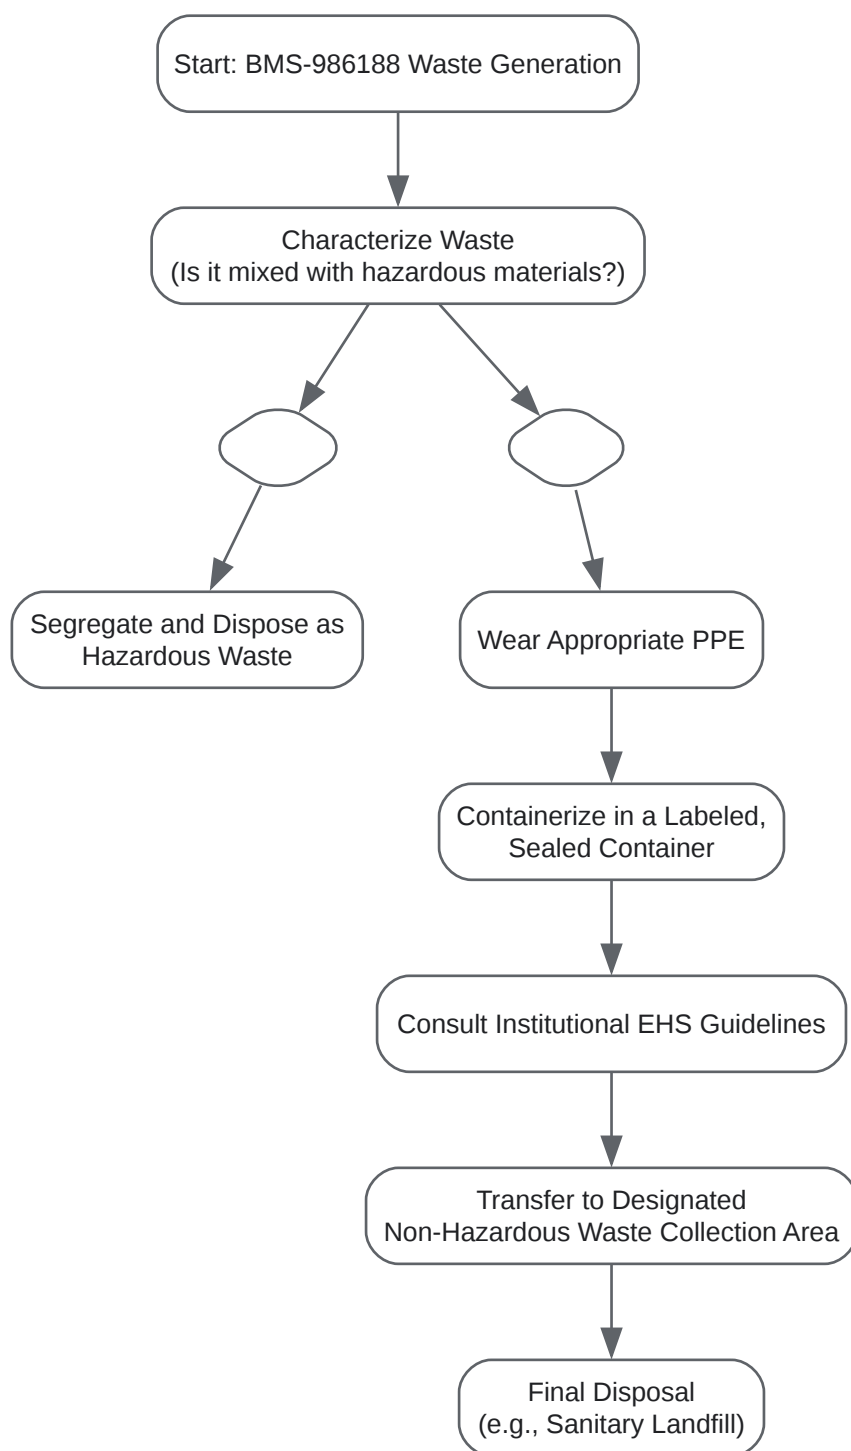 Start: BMS-986188 Waste Generation
Characterize Waste
(Is it mixed with hazardous materials?)
Segregate and Dispose as
Hazardous Waste
Wear Appropriate PPE
Containerize in a Labeled,
Sealed Container
Consult Institutional EHS Guidelines
Transfer to Designated
Non-Hazardous Waste Collection Area
Final Disposal
(e.g., Sanitary Landfill)